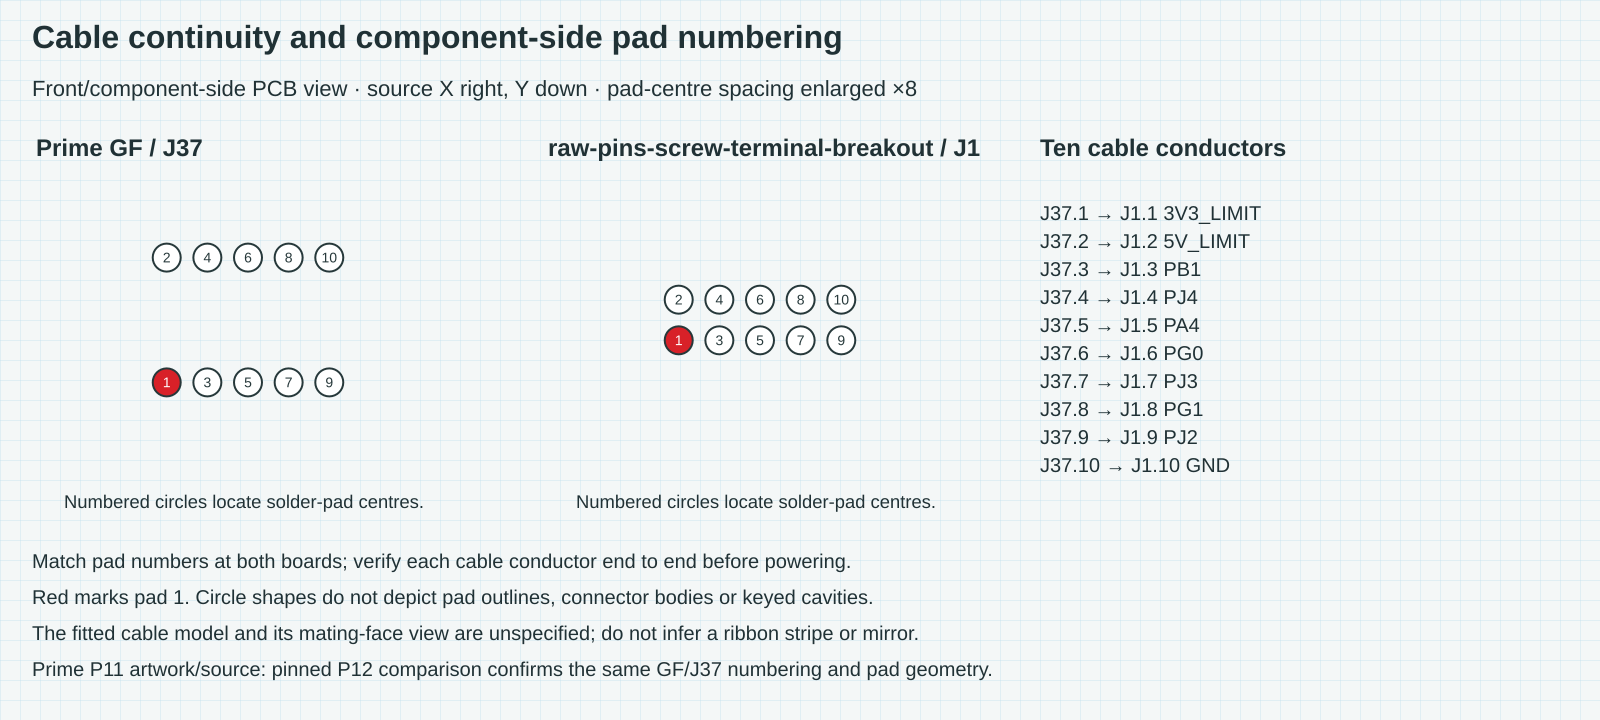 Cable continuity and component-side pad numbering
Front/component-side PCB view · source X right, Y down · pad-centre spacing enlarged ×8
Prime GF / J37
2 4 6 8 10
1 3 5 7 9
Numbered circles locate solder-pad centres.
raw-pins-screw-terminal-breakout / J1
2 4 6 8 10
1 3 5 7 9
Numbered circles locate solder-pad centres.
Ten cable conductors
J37.1 → J1.1 3V3_LIMIT
J37.2 → J1.2 5V_LIMIT
J37.3 → J1.3 PB1
J37.4 → J1.4 PJ4
J37.5 → J1.5 PA4
J37.6 → J1.6 PG0
J37.7 → J1.7 PJ3
J37.8 → J1.8 PG1
J37.9 → J1.9 PJ2
J37.10 → J1.10 GND
Match pad numbers at both boards; verify each cable conductor end to end before powering.
Red marks pad 1. Circle shapes do not depict pad outlines, connector bodies or keyed cavities.
The fitted cable model and its mating-face view are unspecified; do not infer a ribbon stripe or mirror.
Prime P11 artwork/source: pinned P12 comparison confirms the same GF/J37 numbering and pad geometry.